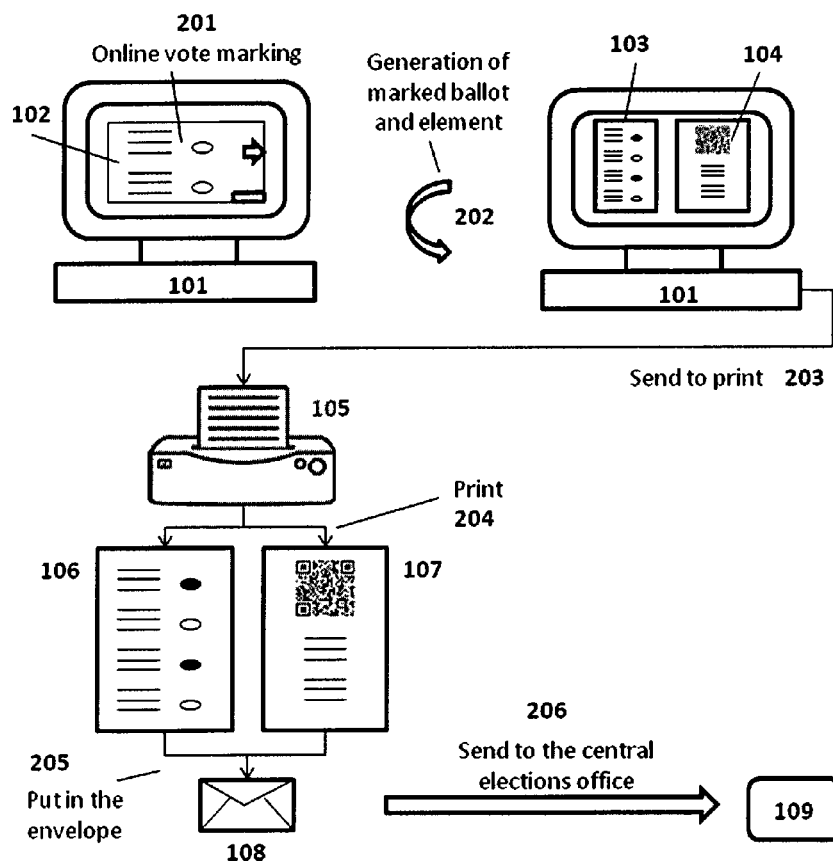 201
Online vote marking
102
101
Generation of
marked ballot
and element
202
103
104
101
Send to print 203
105
Print
204
106
107
205
Put in the
envelope
108
206
Send to the central
elections office
109